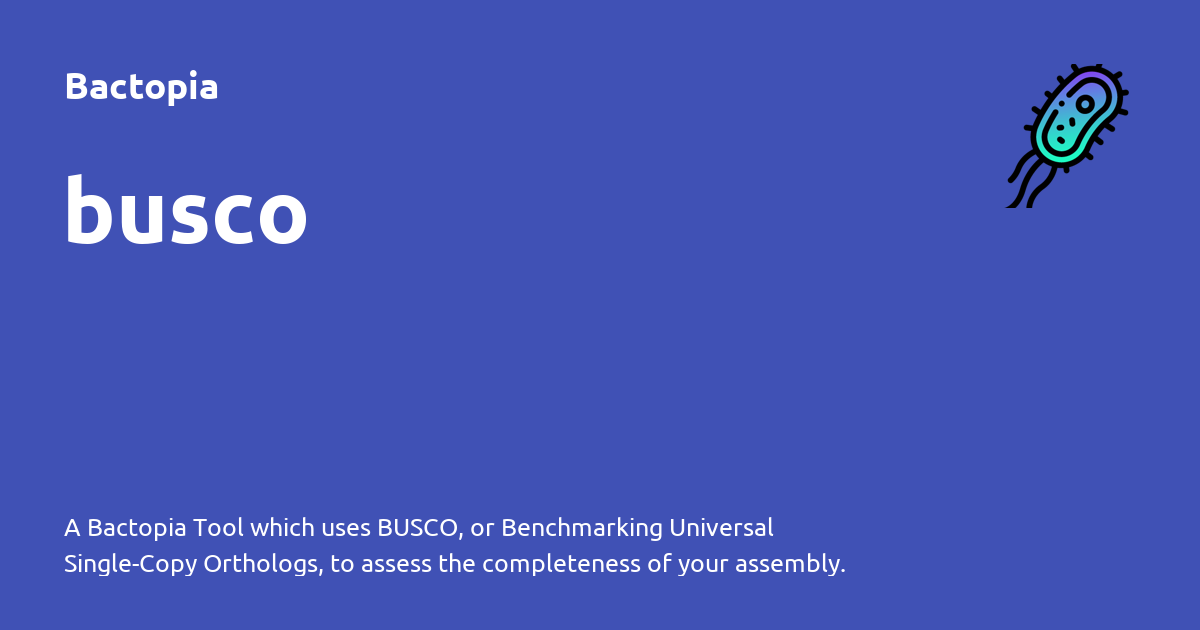 Bactopia
busco
A Bactopia Tool which uses BUSCO, or Benchmarking Universal
Single-Copy Orthologs, to assess the completeness of your assembly.